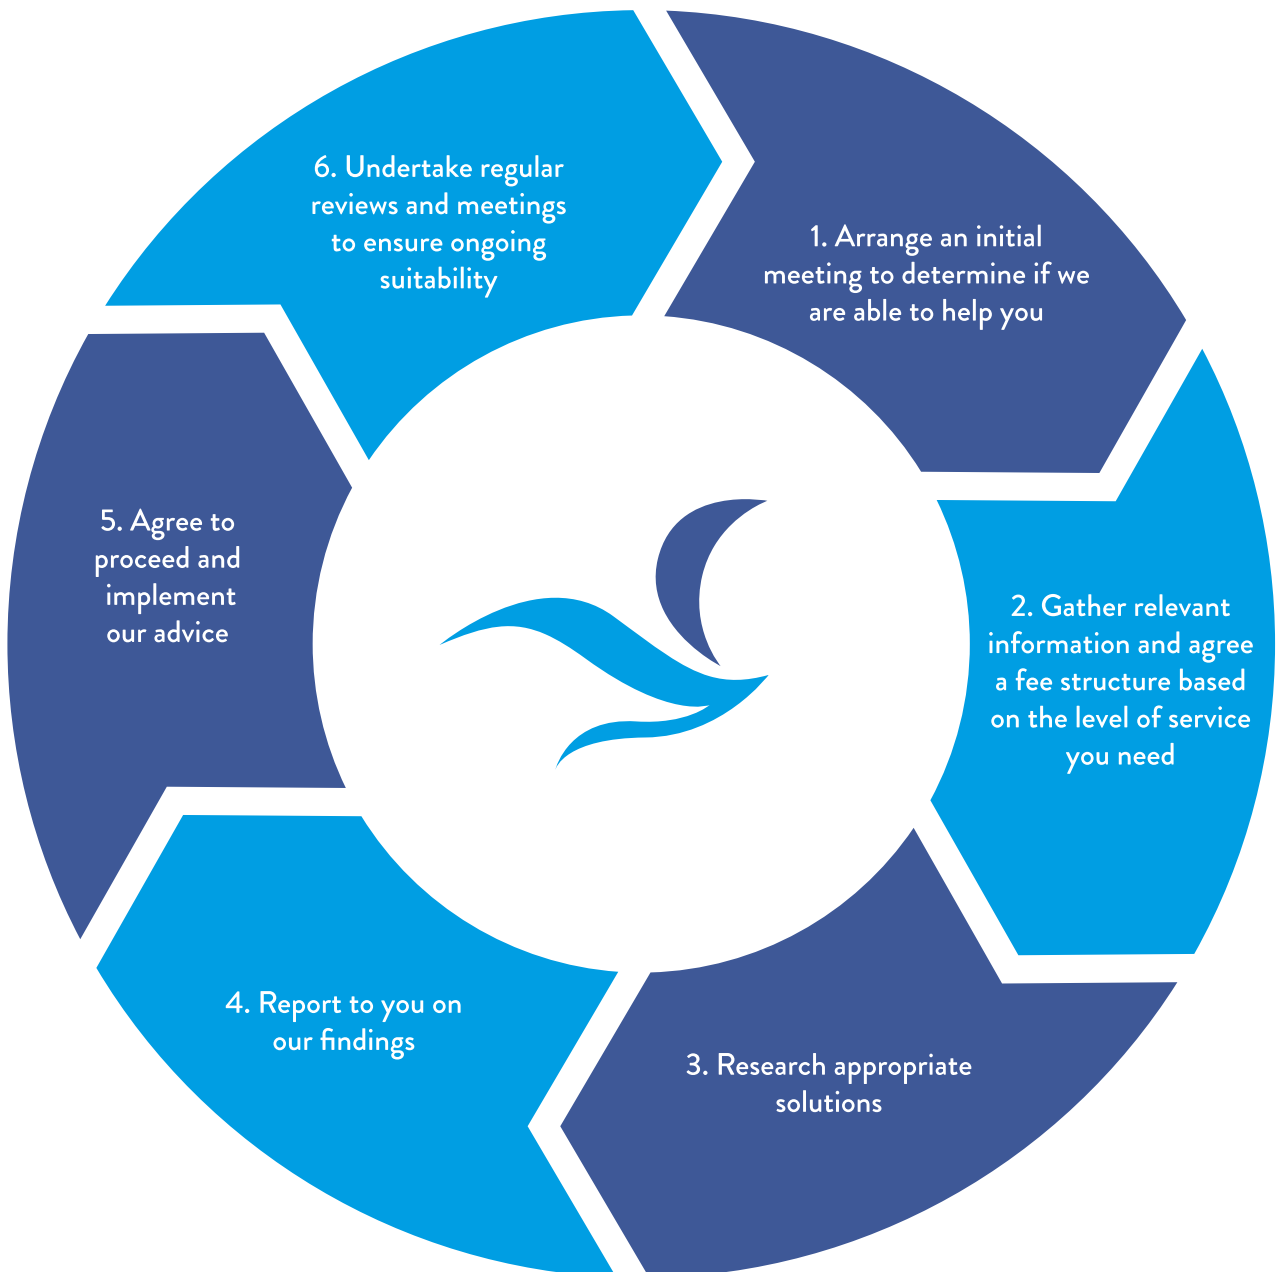 1. Arrange an initial
meeting to determine if we
are able to help you
2. Gather relevant
information and agree
a fee structure based
on the level of service
you need
3. Research appropriate
solutions
4. Report to you on
our findings
5. Agree to
proceed and
implement
our advice
6. Undertake regular
reviews and meetings
to ensure ongoing
suitability